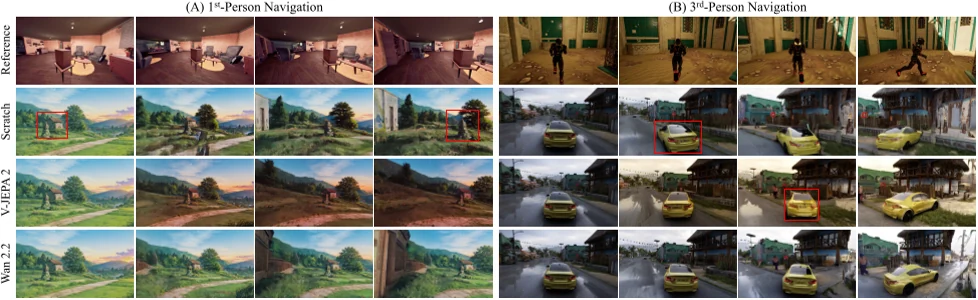 (A) 1st-Person Navigation
(B) 3rd-Person Navigation
Reference
Scratch
V-JEPA 2
Wan 2.2